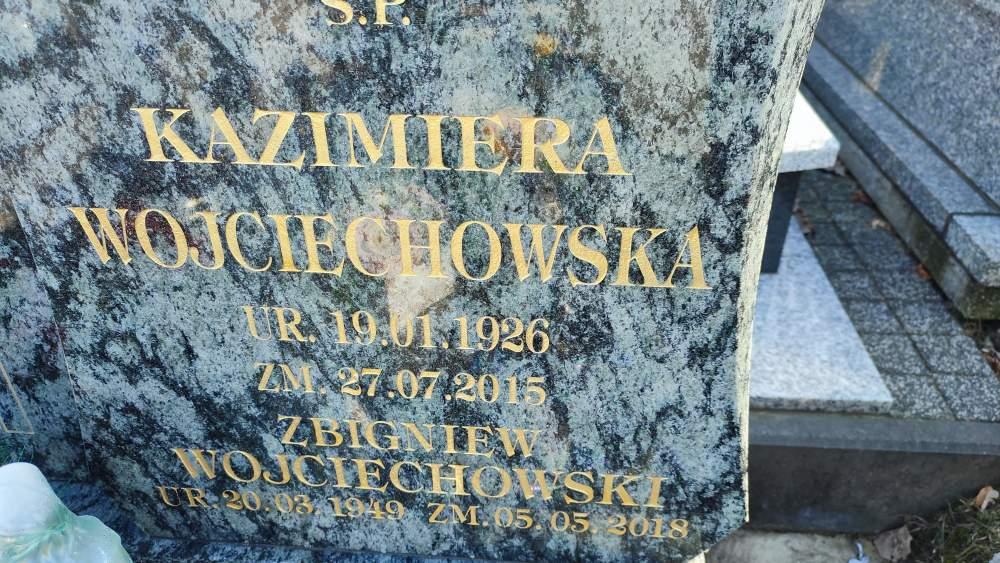 Ś.P.
KAZIMIERA
WOJCIECHOWSKA
UR. 19.01.1926
ZM. 27.07.2015
ZBIGNIEW
WOJCIECHOWSKI
UR. 20.03.1949 ZM. 05.05.2018